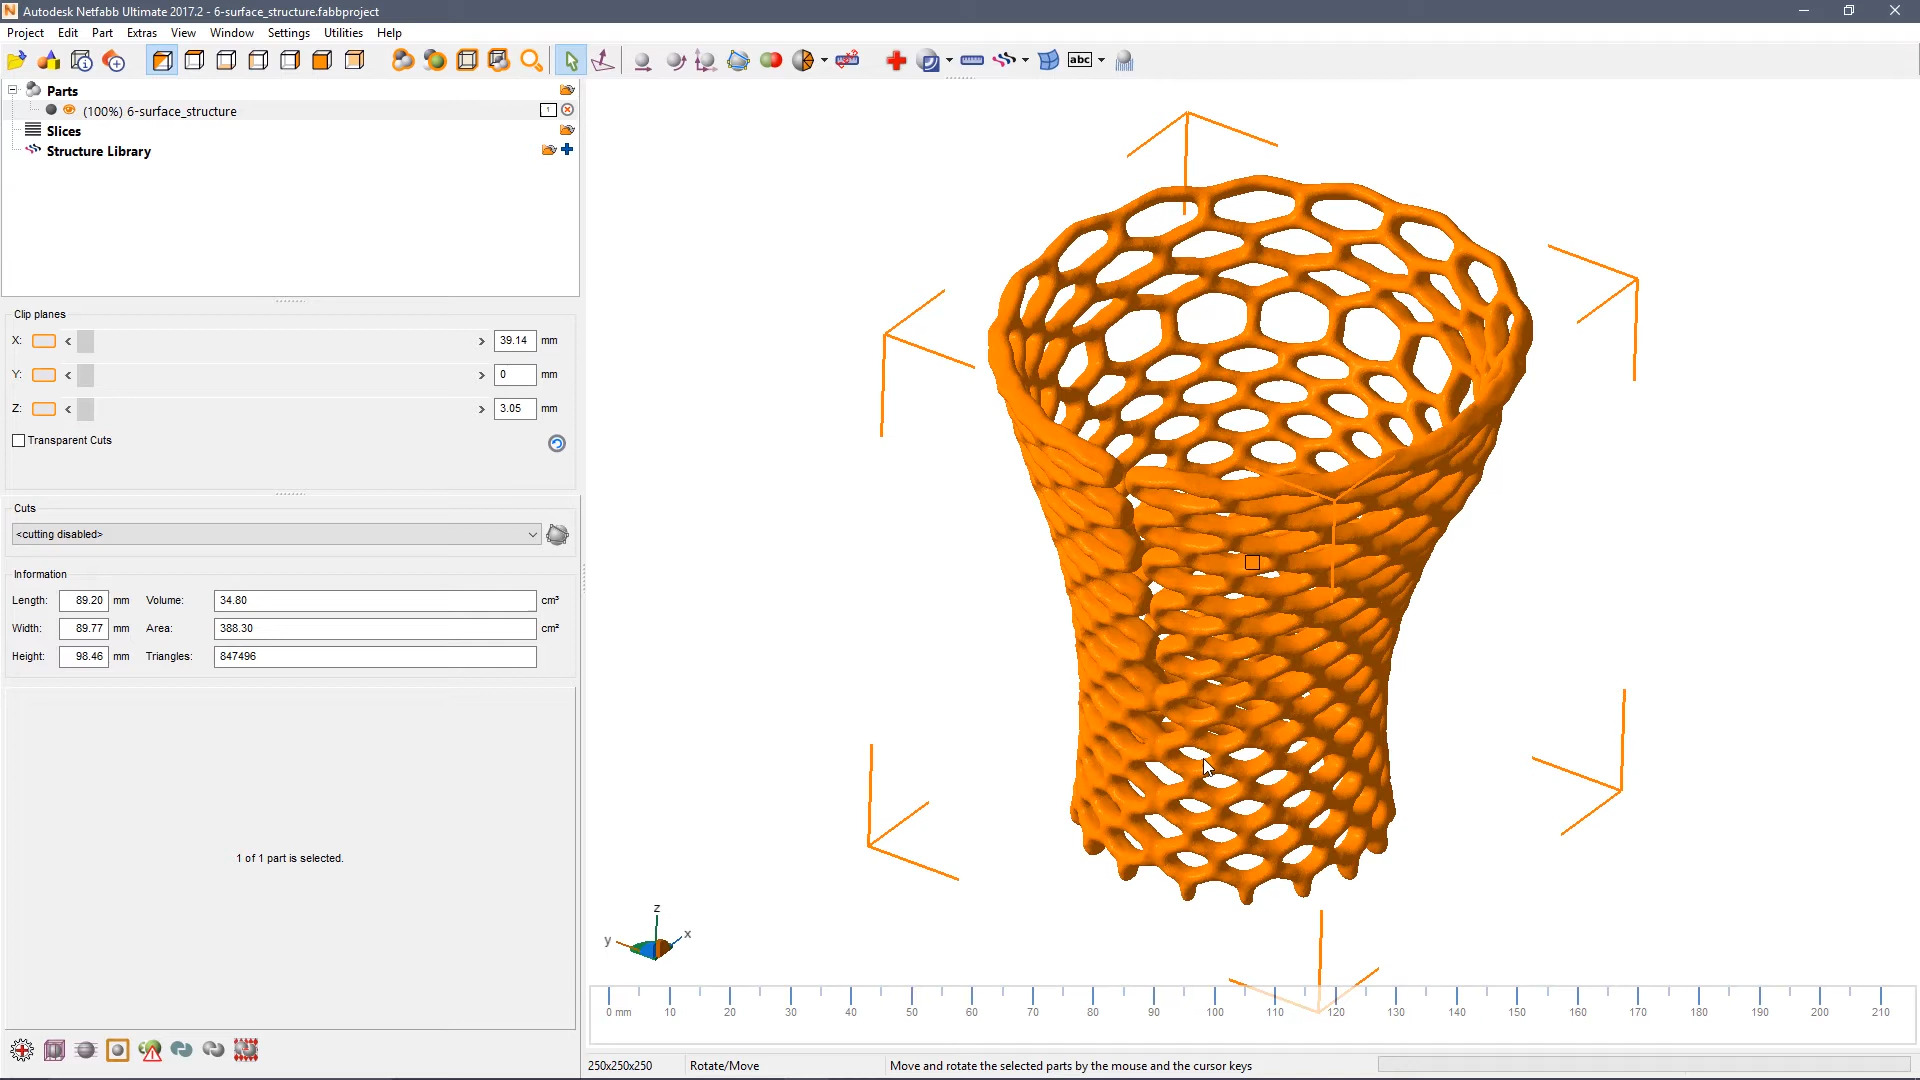 Autodesk Netfabb Ultimate 2017.2 - 6-surface_structure.fabbproject
Project Edit Part Extras View Window Settings Utilities Help
abc
Parts
(100%) 6-surface_structure
Slices
Structure Library
Clip planes
X: 39.14 mm
Y: 0 mm
Z: 3.05 mm
Transparent Cuts
Cuts
<cutting disabled>
Information
Length: 89.20 mm Volume: 34.80 cm³
Width: 89.77 mm Area: 388.30 cm²
Height: 98.46 mm Triangles: 847496
1 of 1 part is selected.
z
y x
0 mm 10 20 30 40 50 60 70 80 90 100 110 120 130 140 150 160 170 180 190 200 210
250x250x250 Rotate/Move Move and rotate the selected parts by the mouse and the cursor keys